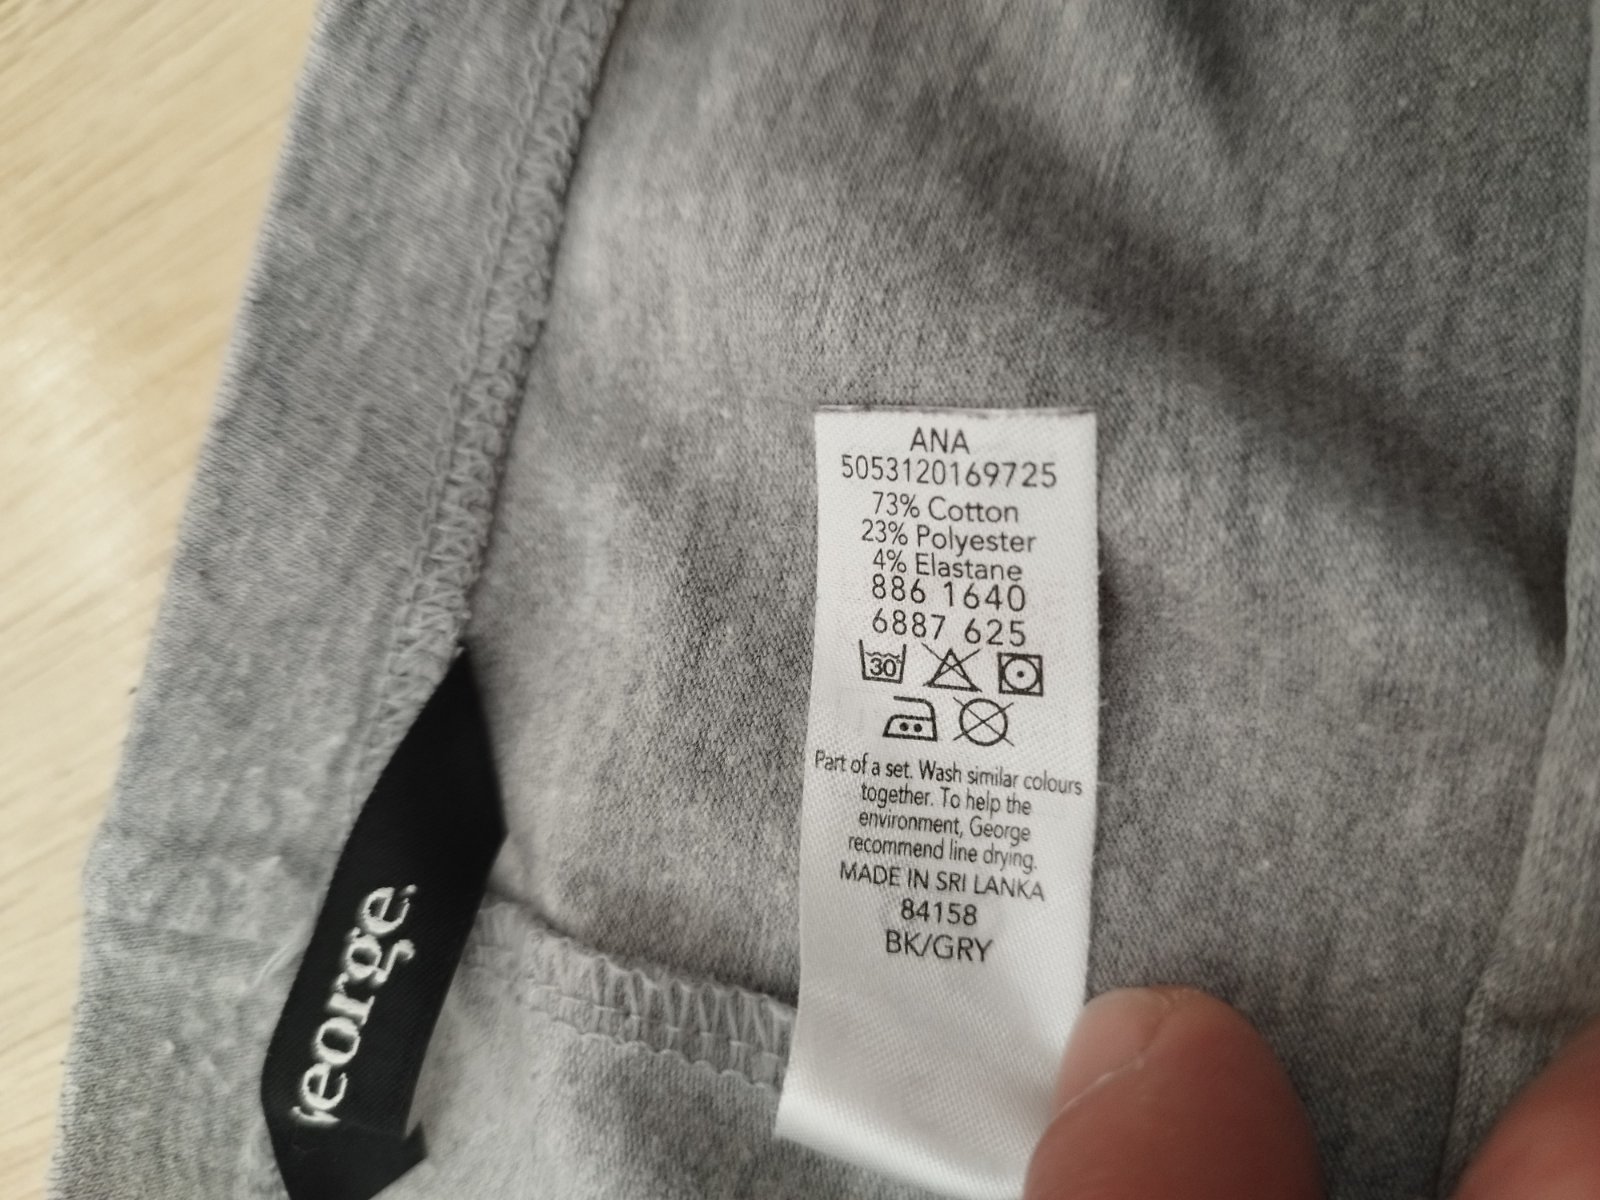 ANA
5053120169725
73% Cotton
23% Polyester
4% Elastane
886 1640
6887 625
30
Part of a set. Wash similar colours
together. To help the
environment, George
recommend line drying.
MADE IN SRI LANKA
84158
BK/GRY
eorge.